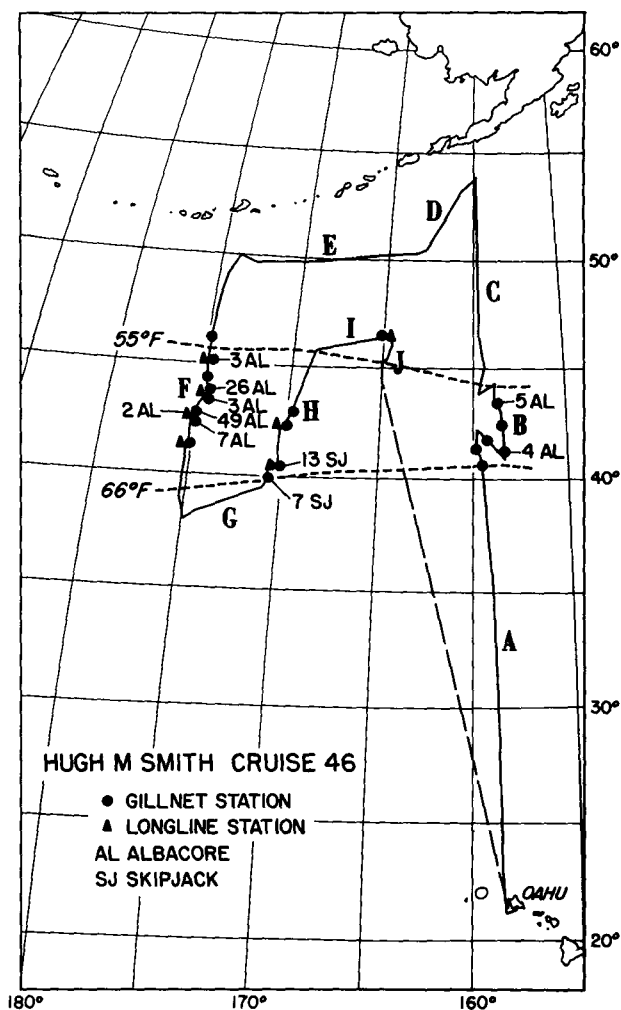 60°
D
E
50°
C
I
55°F
J
3 AL
F
26 AL
3 AL
5 AL
2 AL
49 AL
H
B
7 AL
4 AL
13 SJ
66°F
40°
7 SJ
G
A
30°
HUGH M SMITH CRUISE 46
GILLNET STATION
LONGLINE STATION
AL ALBACORE
SJ SKIPJACK
OAHU
20°
180°
170°
160°